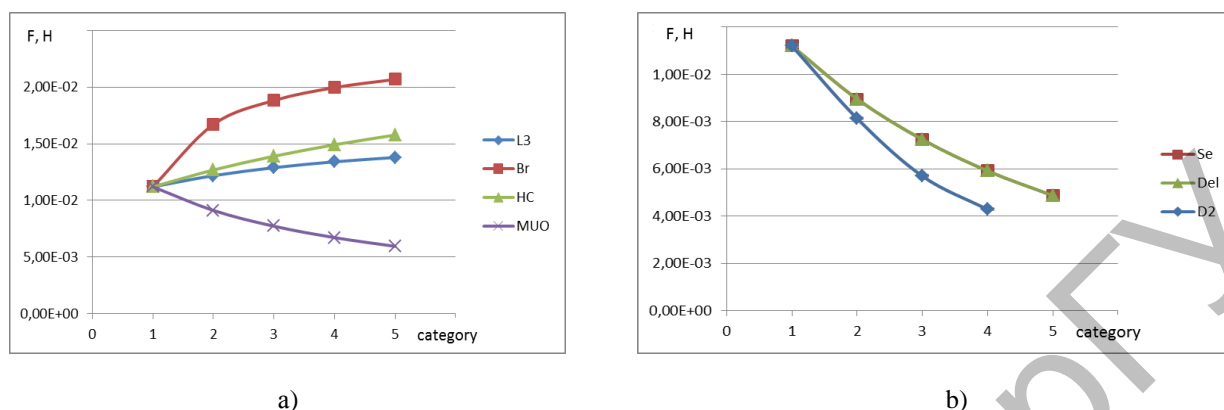 F, H
2,00E-02
1,50E-02
1,00E-02
5,00E-03
0,00E+00
0 1 2 3 4 5 category
L3
Br
HC
MUO
a)
F, H
1,00E-02
8,00E-03
6,00E-03
4,00E-03
2,00E-03
0,00E+00
0 1 2 3 4 5 category
Se
Del
D2
b)
рГУ